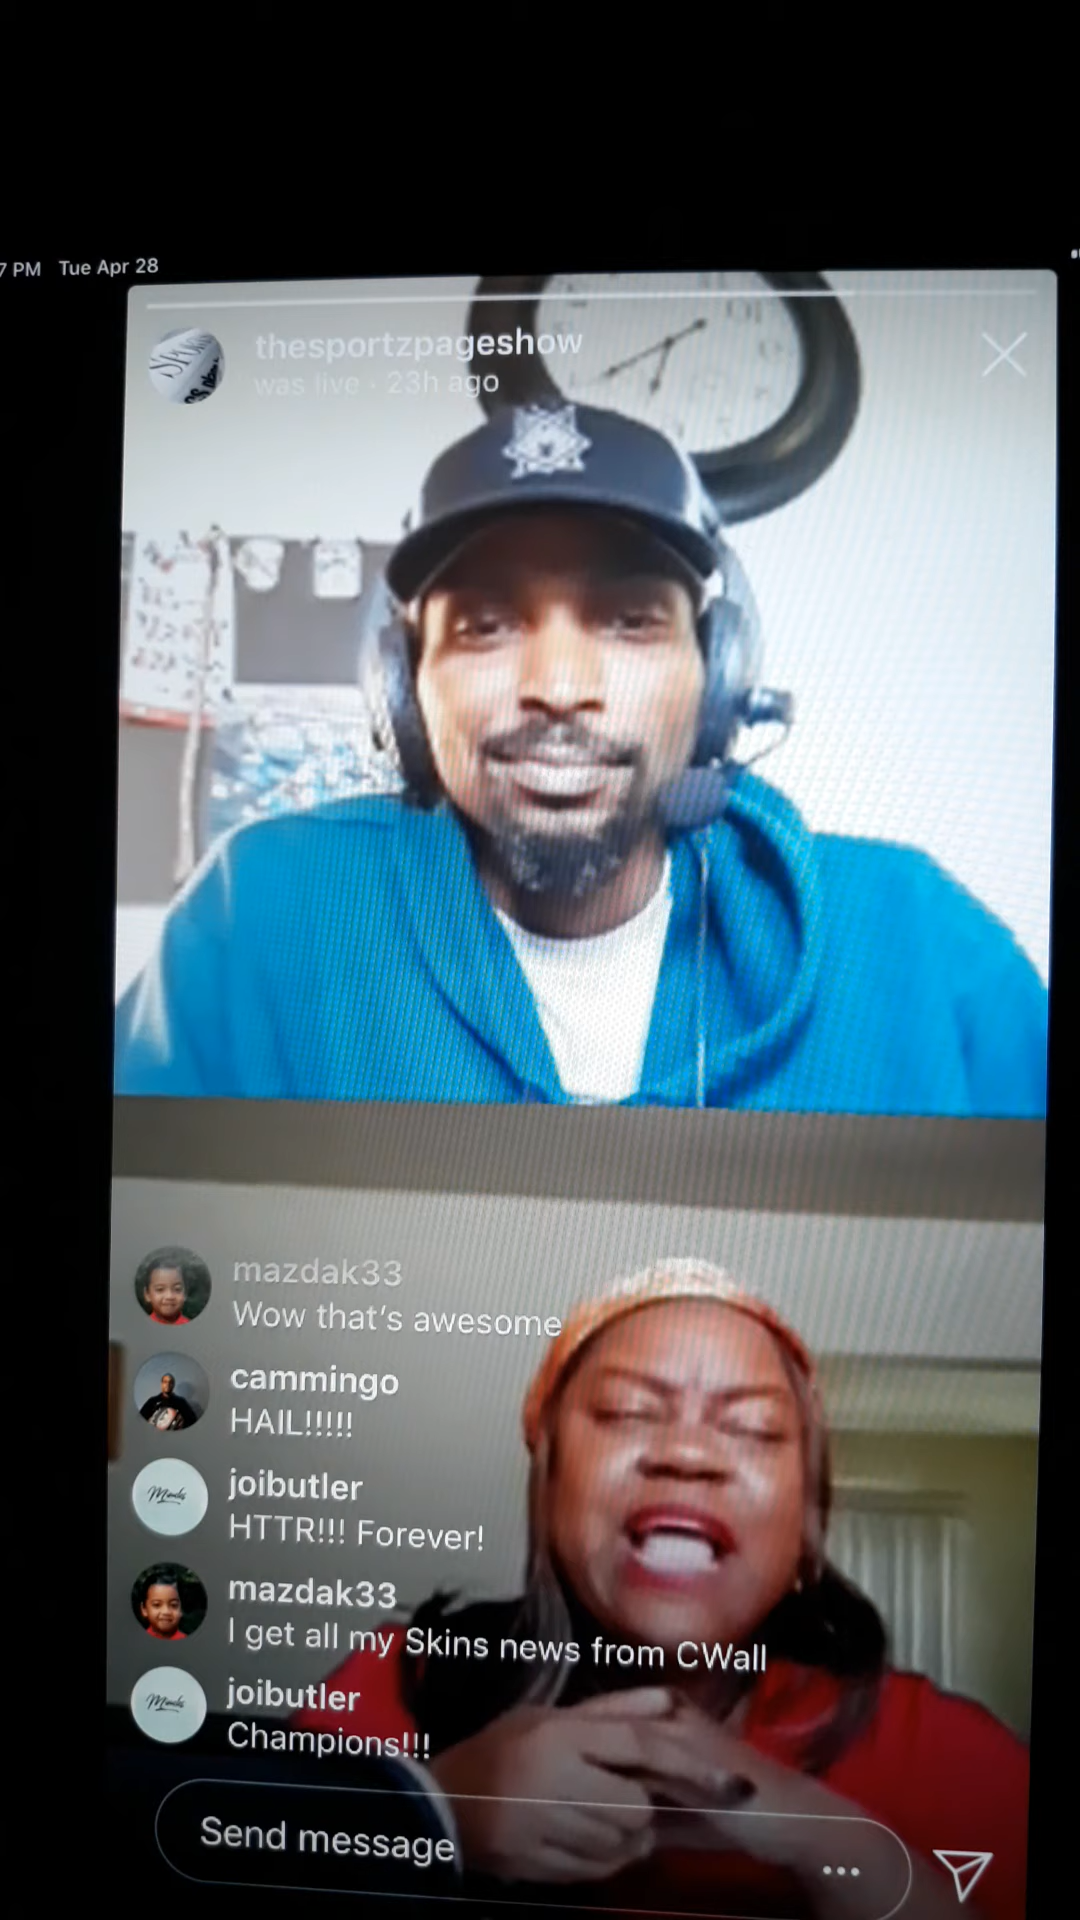 7 PM Tue Apr 28
thesportzpageshow
was live · 23h ago
mazdak33
Wow that's awesome
cammingo
HAIL!!!!!
joibutler
HTTR!!! Forever!
mazdak33
I get all my Skins news from CWall
joibutler
Champions!!!
Send message